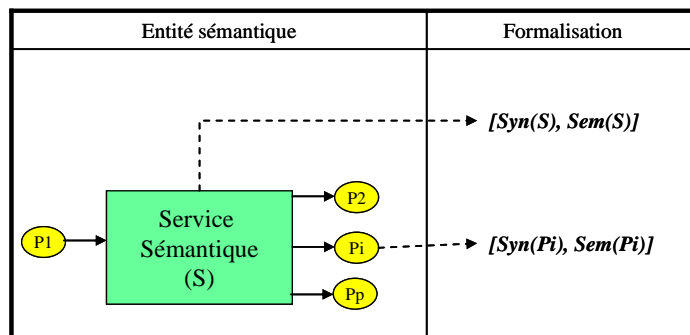 Entité sémantique
Formalisation
[Syn(S), Sem(S)]
P1
Service
Sémantique
(S)
P2
Pi
Pp
[Syn(Pi), Sem(Pi)]